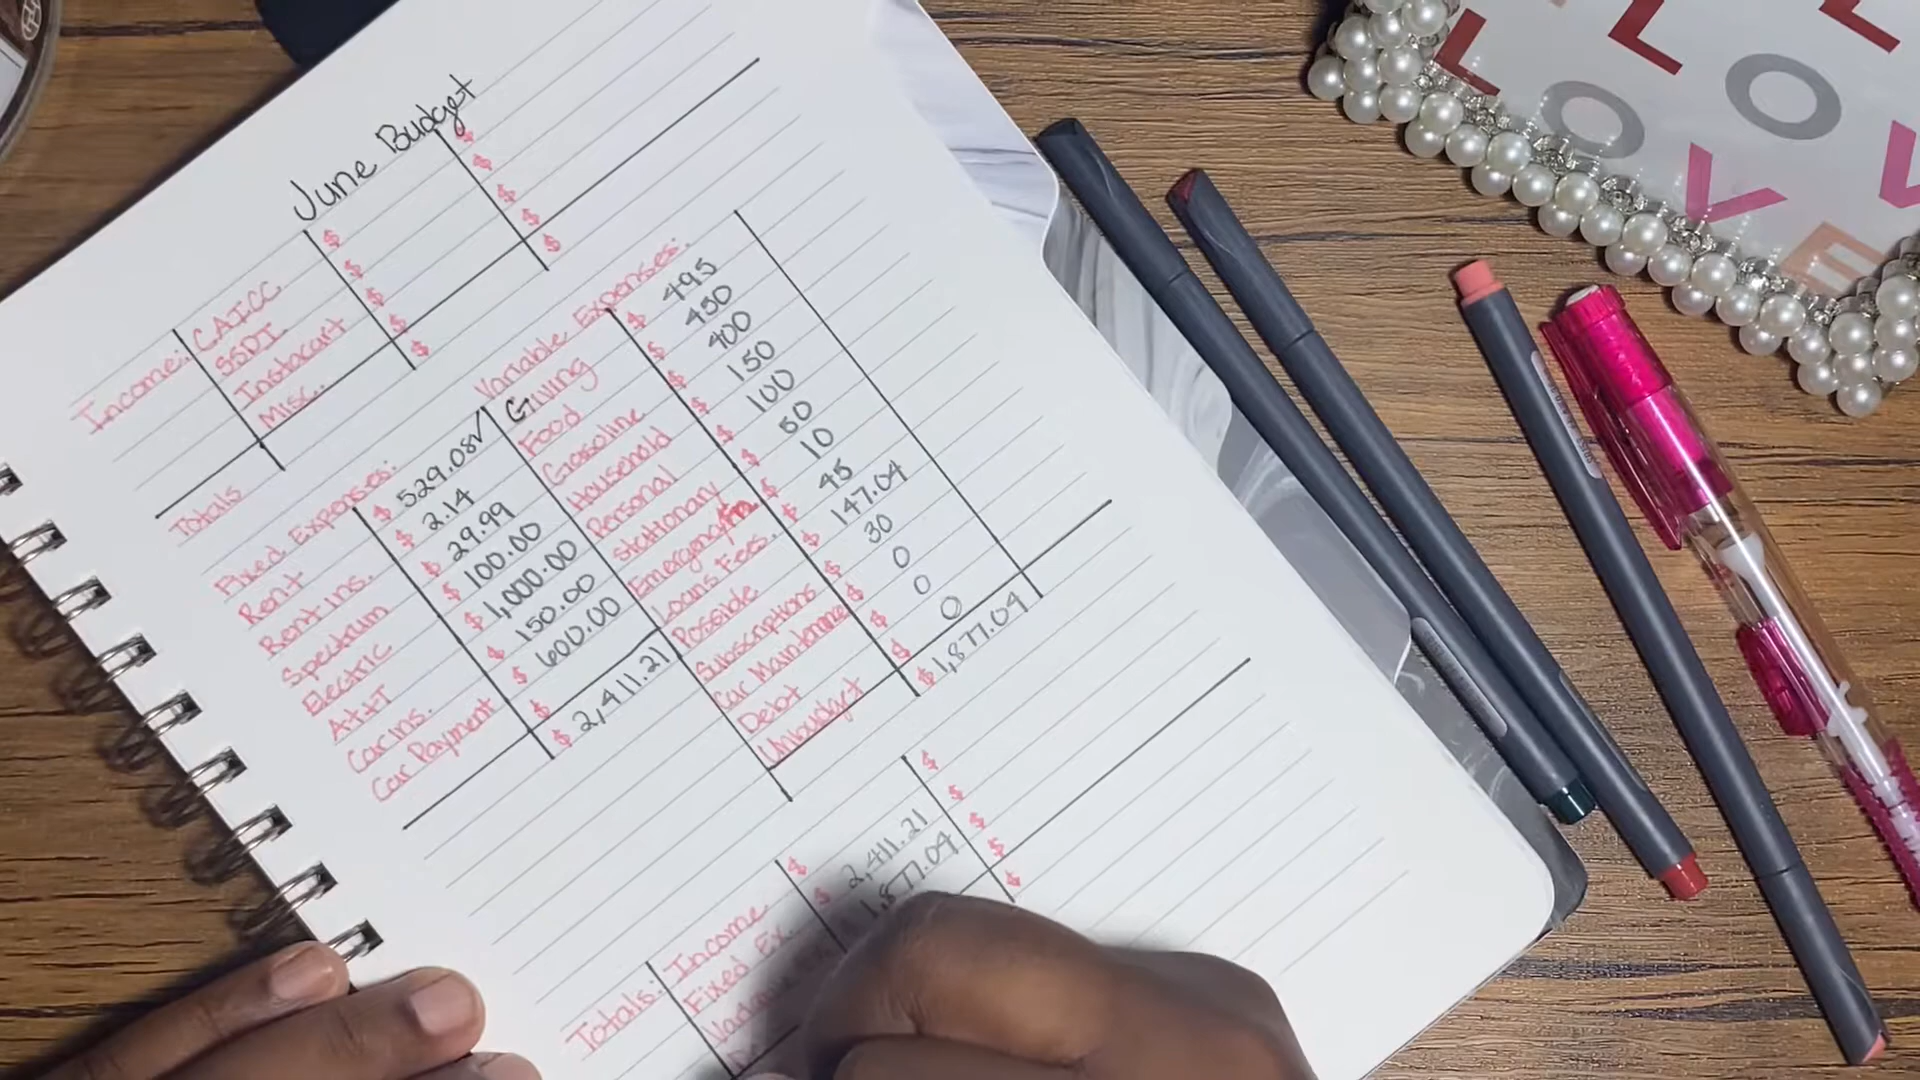 June Budget
Income: CAICC $ $
SSDI $ $
Instacart $ $
Misc. $ $
Totals $ $
Fixed Expenses:
Rent $ 529.08✓
Rent Ins. $ 2.14
Spectrum $ 29.99
Electric $ 100.00
AT&T $ 1,000.00
Car Ins. $ 150.00
Car Payment $ 600.00
$
$ 2,411.21
Variable Expenses:
Giving $ 495
Food $ 450
Gasoline $ 400
Household $ 150
Personal $ 100
Stationary $ 50
Emergency $ 10
Loans Fees. $ 45
Possible $ 147.04
Subscriptions $ 30
Car Maintenance $ 0
Debt $ 0
Unbudget $ 0
$ 1,877.04
Totals: Income $ $
Fixed Ex. $ 2,411.21 $
1,877.04 $
$
$
L L
L O O
V V
E